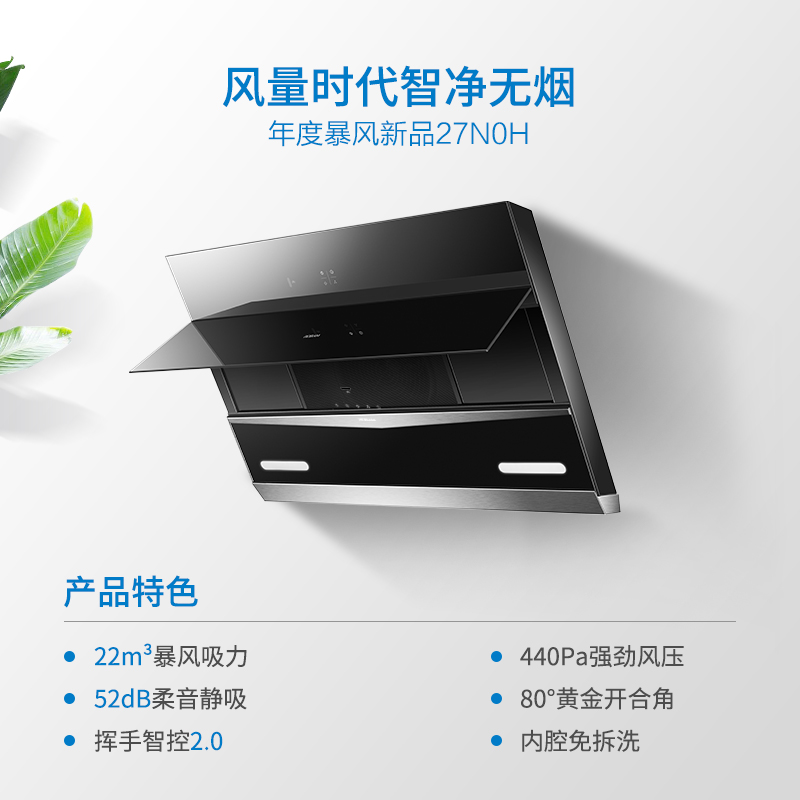 风量时代智净无烟
年度暴风新品27N0H
产品特色
22m³暴风吸力
52dB柔音静吸
挥手智控2.0
440Pa强劲风压
80°黄金开合角
内腔免拆洗